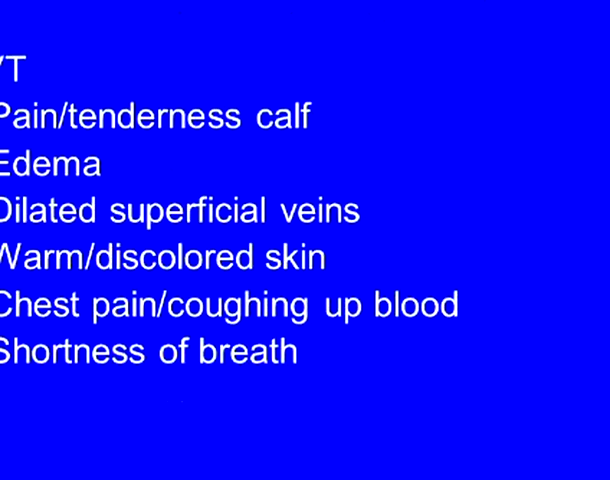 VT
Pain/tenderness calf
Edema
Dilated superficial veins
Warm/discolored skin
Chest pain/coughing up blood
Shortness of breath